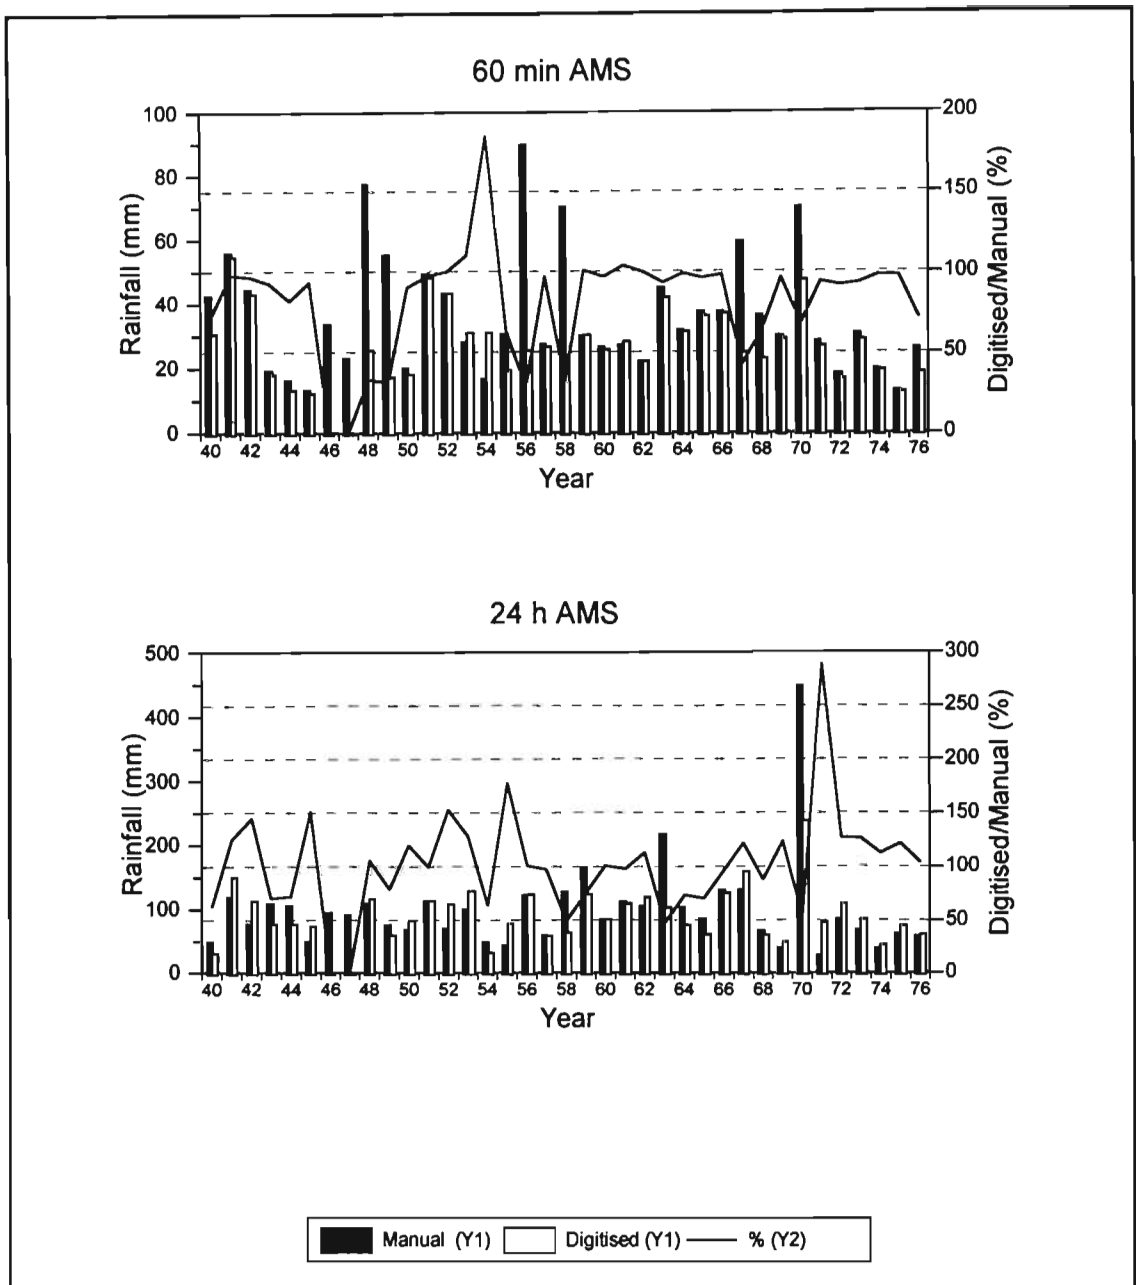 60 min AMS
100
80
60
40
20
0
Rainfall (mm)
200
150
100
50
0
Digitised/Manual (%)
40 42 44 46 48 50 52 54 56 58 60 62 64 66 68 70 72 74 76
Year
24 h AMS
500
400
300
200
100
0
Rainfall (mm)
300
250
200
150
100
50
0
Digitised/Manual (%)
40 42 44 46 48 50 52 54 56 58 60 62 64 66 68 70 72 74 76
Year
Manual (Y1) Digitised (Y1) % (Y2)